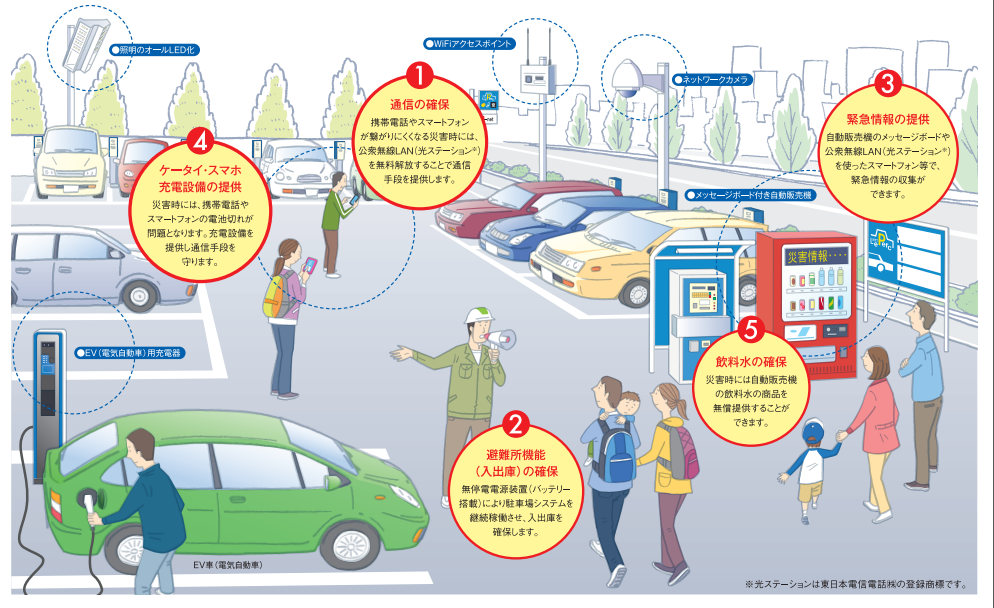 ●照明のオールLED化
●WiFiアクセスポイント
●ネットワークカメラ
1
通信の確保
携帯電話やスマートフォン
が繋がりにくくなる災害時には、
公衆無線LAN（光ステーション※）
を無料解放することで通信
手段を提供します。
3
緊急情報の提供
自動販売機のメッセージボードや
公衆無線LAN（光ステーション※）
を使ったスマートフォン等で、
緊急情報の収集が
できます。
4
ケータイ・スマホ
充電設備の提供
災害時には、携帯電話や
スマートフォンの電池切れが
問題となります。充電設備を
提供し通信手段を
守ります。
●メッセージボード付き自動販売機
災害情報・・・・
●EV（電気自動車）用充電器
5
飲料水の確保
災害時には自動販売機
の飲料水の商品を
無償提供することが
できます。
2
避難所機能
（入出庫）の確保
無停電電源装置（バッテリー
搭載）により駐車場システムを
継続稼働させ、入出庫を
確保します。
EV車（電気自動車）
※光ステーションは東日本電信電話㈱の登録商標です。